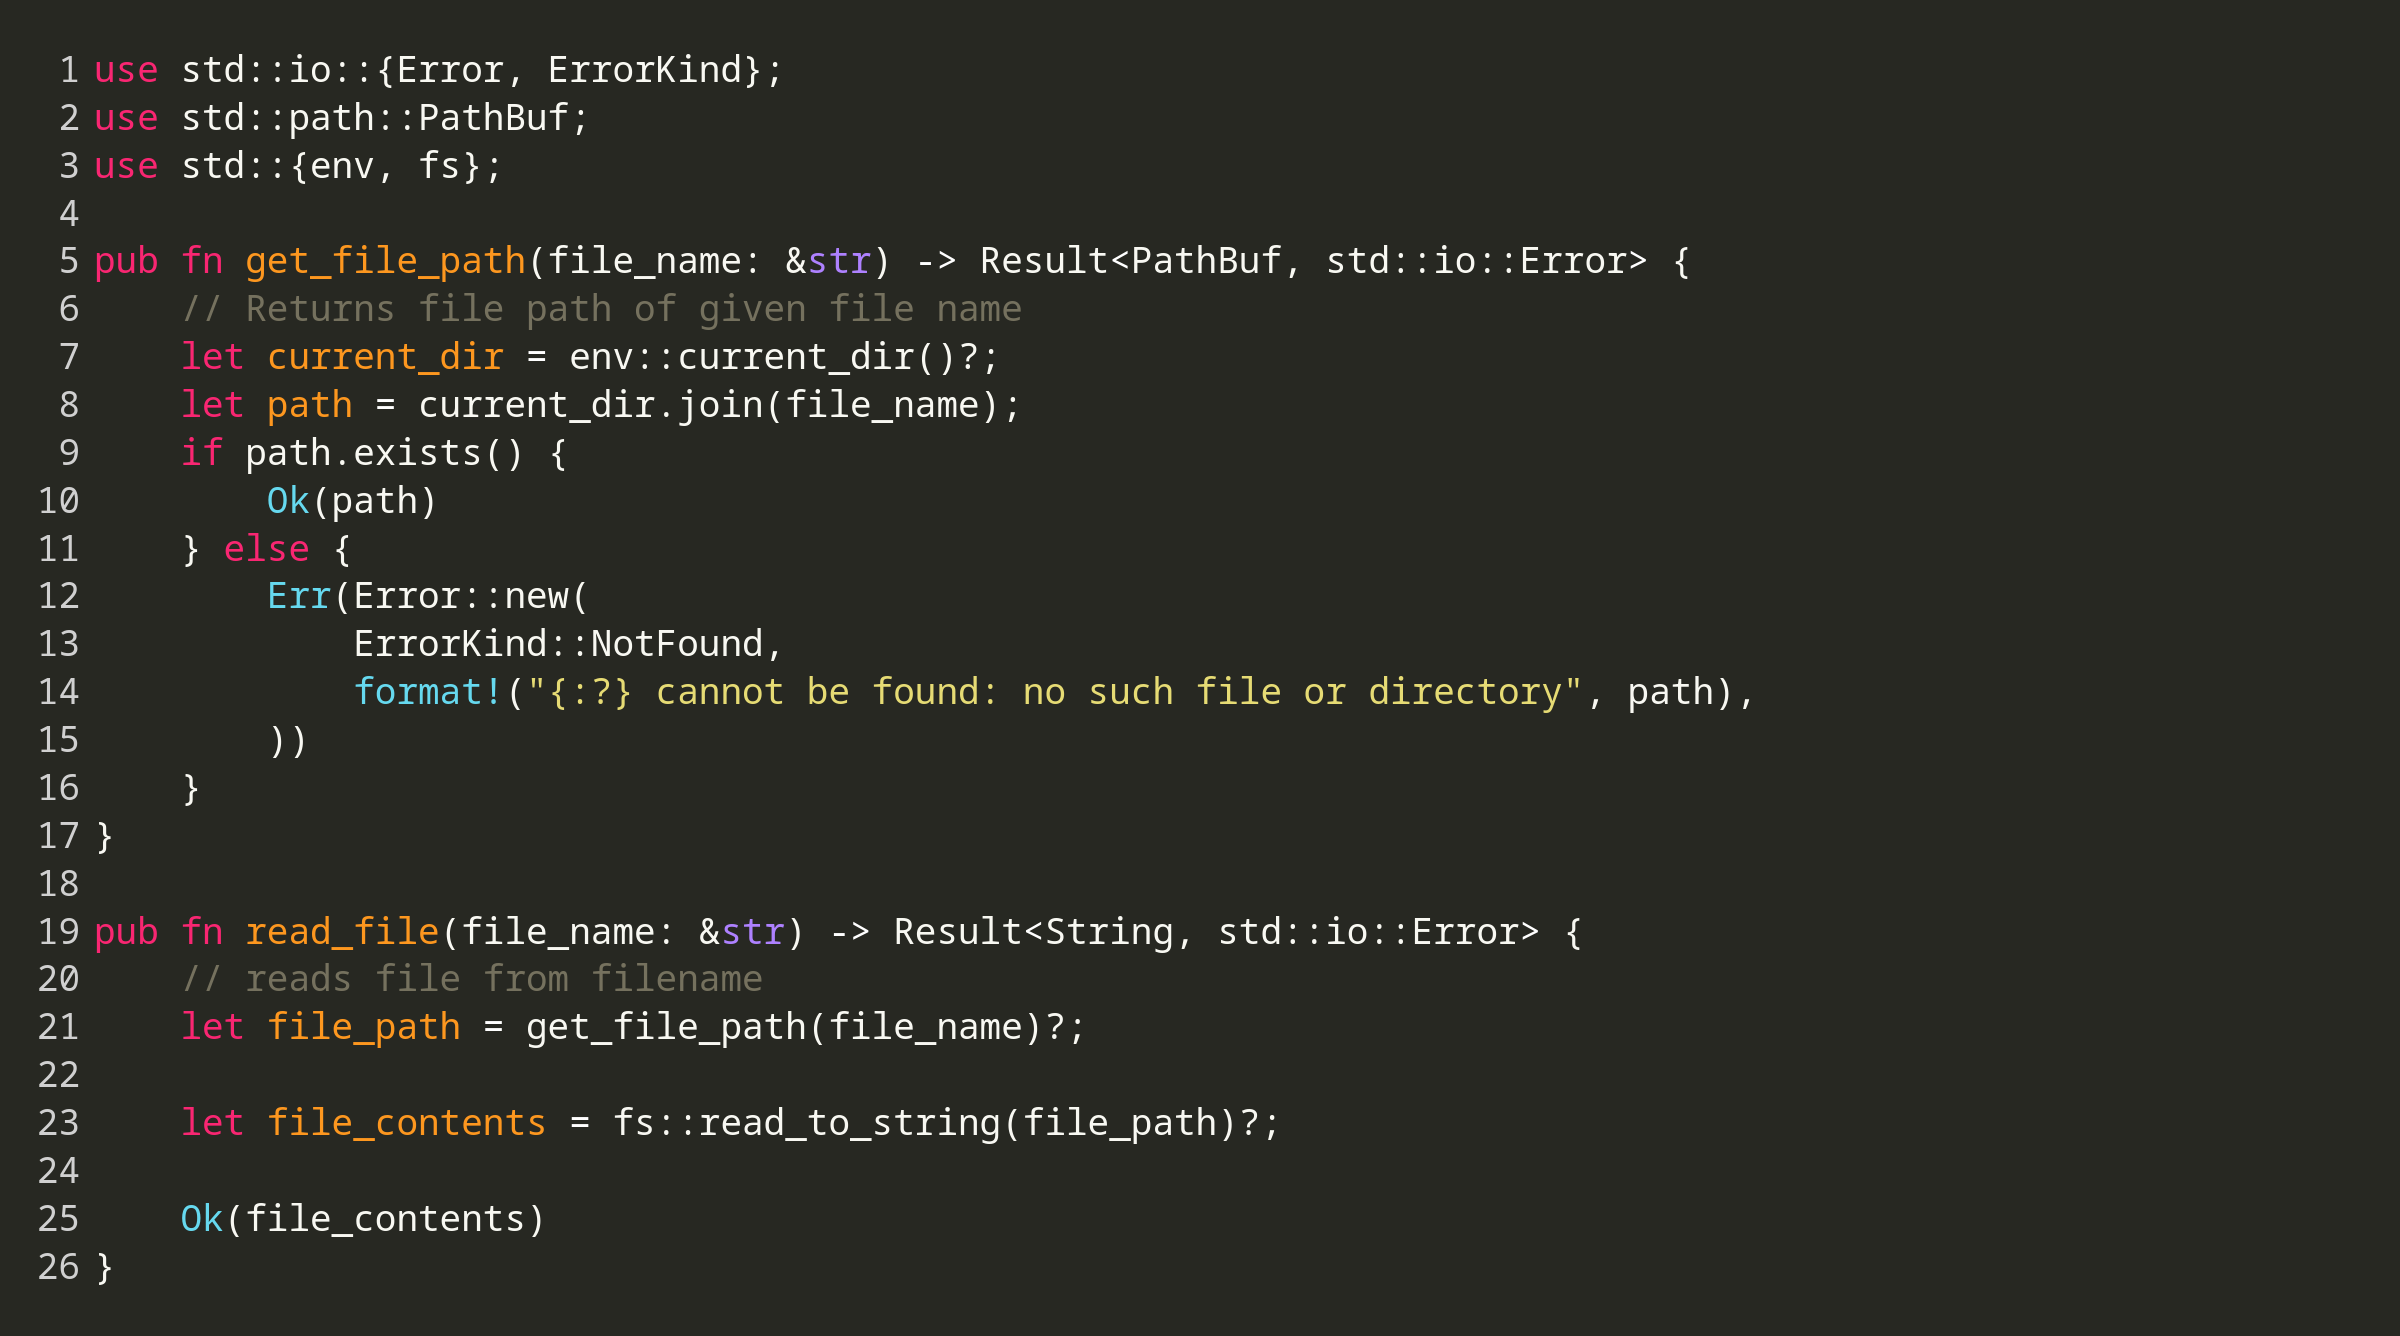 1 use std::io::{Error, ErrorKind};
2 use std::path::PathBuf;
3 use std::{env, fs};
4
5 pub fn get_file_path(file_name: &str) -> Result<PathBuf, std::io::Error> {
6     // Returns file path of given file name
7     let current_dir = env::current_dir()?;
8     let path = current_dir.join(file_name);
9     if path.exists() {
10         Ok(path)
11     } else {
12         Err(Error::new(
13             ErrorKind::NotFound,
14             format!("{:?} cannot be found: no such file or directory", path),
15         ))
16     }
17 }
18
19 pub fn read_file(file_name: &str) -> Result<String, std::io::Error> {
20     // reads file from filename
21     let file_path = get_file_path(file_name)?;
22
23     let file_contents = fs::read_to_string(file_path)?;
24
25     Ok(file_contents)
26 }